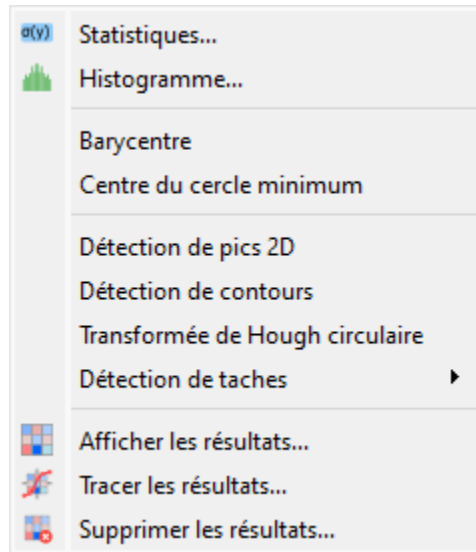 σ(y) Statistiques...
Histogramme...
Barycentre
Centre du cercle minimum
Détection de pics 2D
Détection de contours
Transformée de Hough circulaire
Détection de taches
Afficher les résultats...
Tracer les résultats...
Supprimer les résultats...